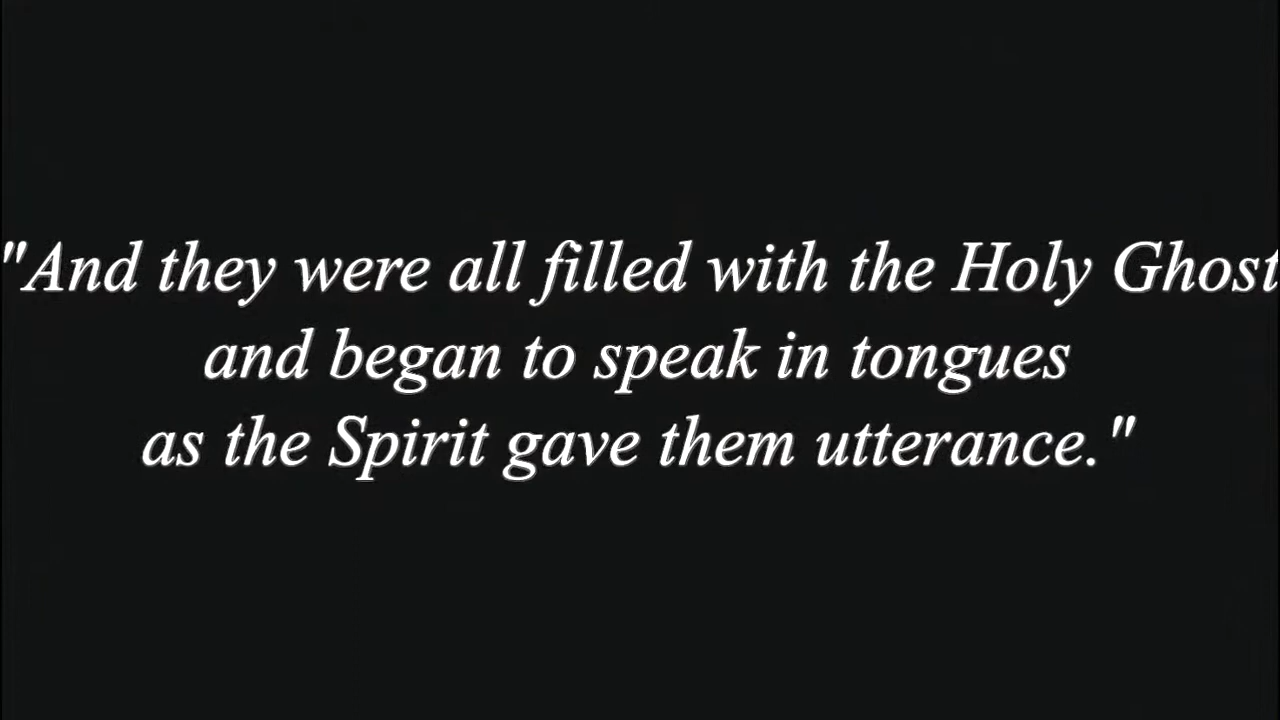 "And they were all filled with the Holy Ghost
and began to speak in tongues
as the Spirit gave them utterance."